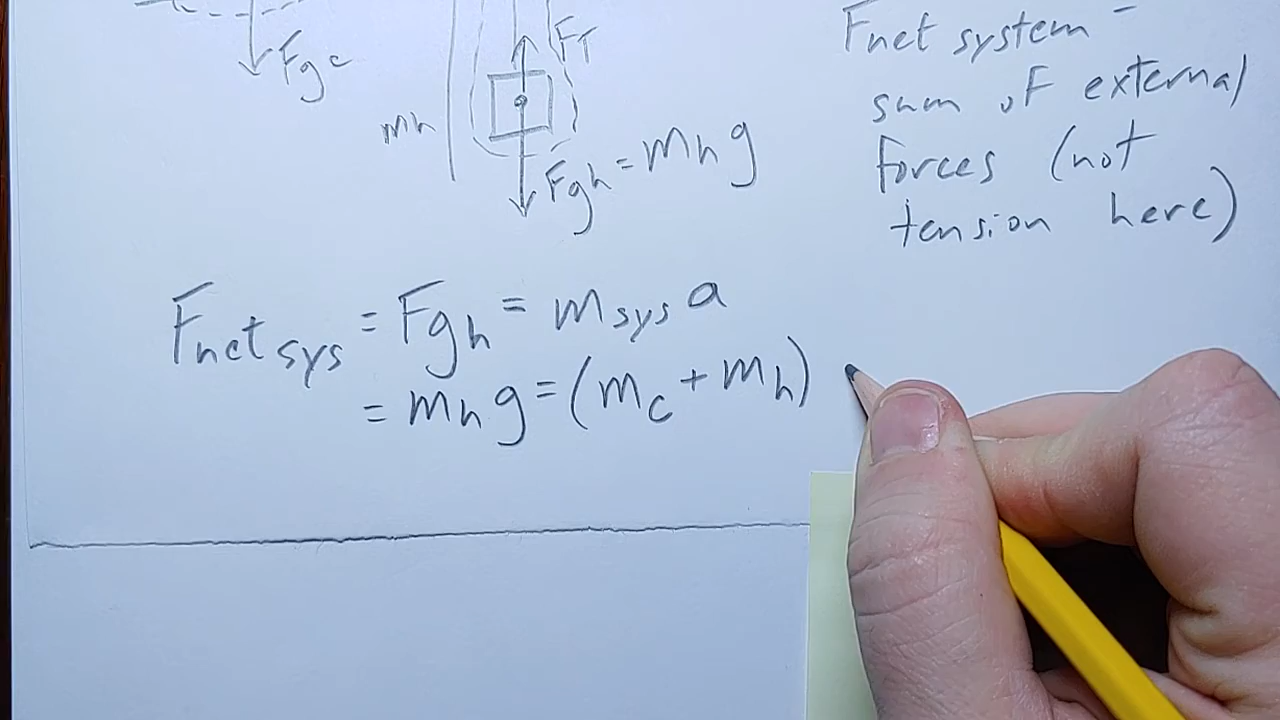 Fgc
FT
mh
Fgh = mhg
Fnet system =
sum of external
forces (not
tension here)
Fnet sys = Fgh = msys a
= mhg = (mc + mh)